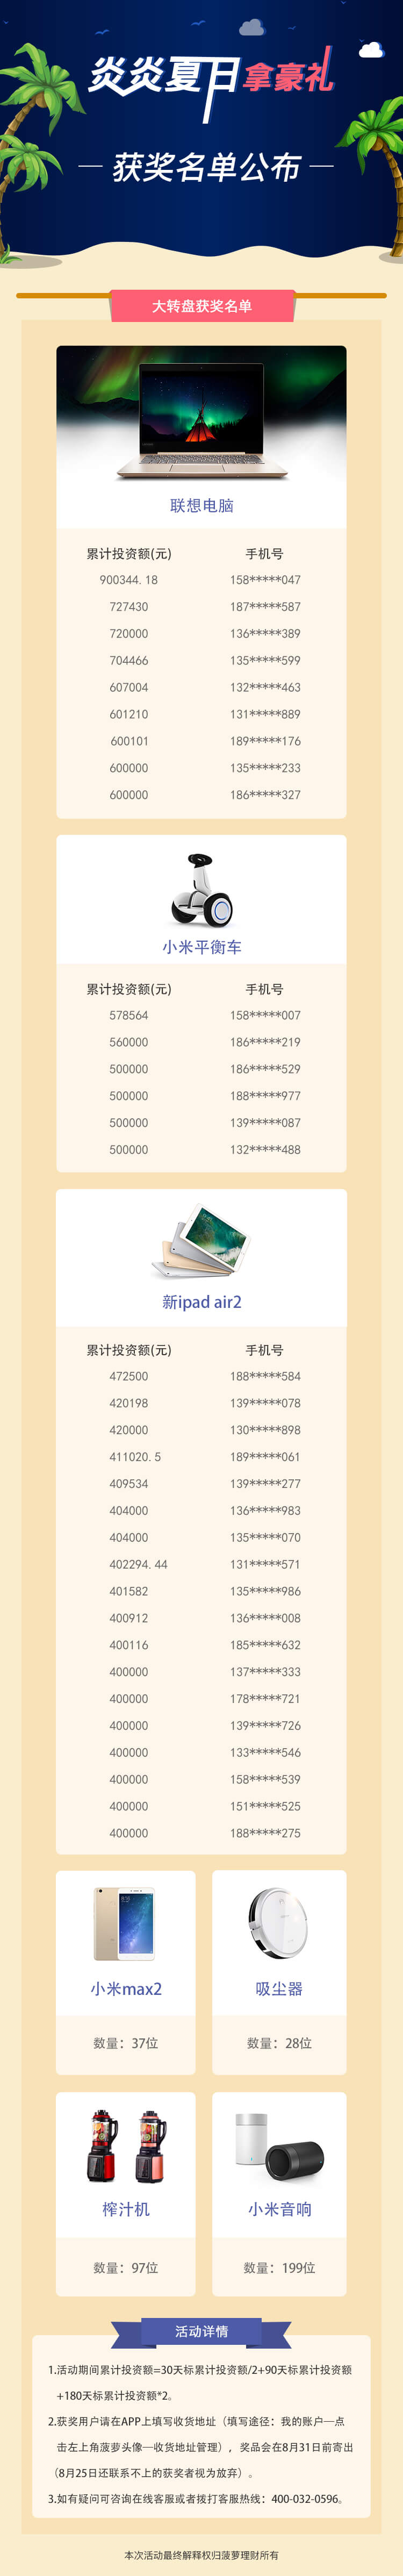 炎炎夏日拿豪礼
获奖名单公布
大转盘获奖名单
联想电脑
累计投资额(元) 手机号
900344.18 158*****047
727430 187*****587
720000 136*****389
704466 135*****599
607004 132*****463
601210 131*****889
600101 189*****176
600000 135*****233
600000 186*****327
小米平衡车
累计投资额(元) 手机号
578564 158*****007
560000 186*****219
500000 186*****529
500000 188*****977
500000 139*****087
500000 132*****488
新ipad air2
累计投资额(元) 手机号
472500 188*****584
420198 139*****078
420000 130*****898
411020.5 189*****061
409534 139*****277
404000 136*****983
404000 135*****070
402294.44 131*****571
401582 135*****986
400912 136*****008
400116 185*****632
400000 137*****333
400000 178*****721
400000 139*****726
400000 133*****546
400000 158*****539
400000 151*****525
400000 188*****275
小米max2 吸尘器
数量：37位 数量：28位
榨汁机 小米音响
数量：97位 数量：199位
活动详情
1.活动期间累计投资额=30天标累计投资额/2+90天标累计投资额
+180天标累计投资额*2。
2.获奖用户请在APP上填写收货地址（填写途径：我的账户—点
击左上角菠萝头像—收货地址管理），奖品会在8月31日前寄出
（8月25日还联系不上的获奖者视为放弃）。
3.如有疑问可咨询在线客服或者拨打客服热线：400-032-0596。
本次活动最终解释权归菠萝理财所有